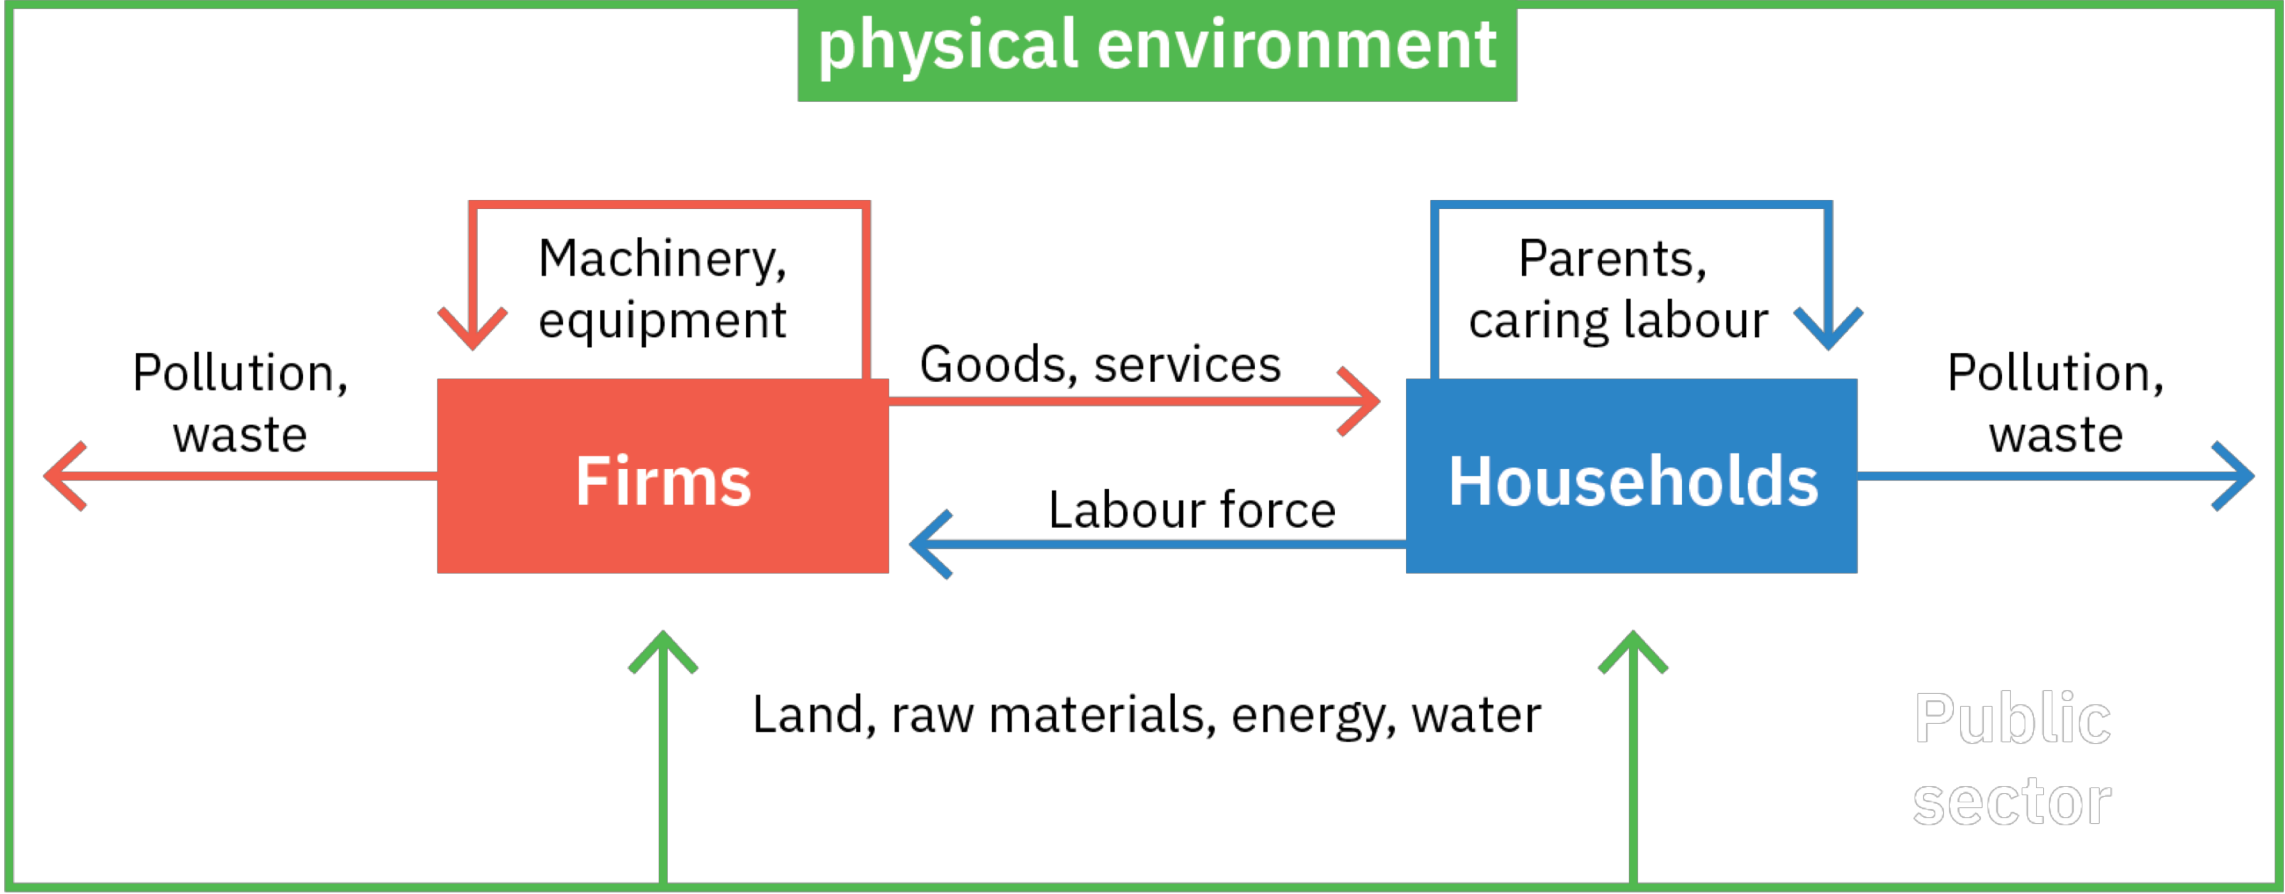 physical environment
Machinery,
equipment
Parents,
caring labour
Pollution,
waste
Goods, services
Pollution,
waste
Firms
Labour force
Households
Land, raw materials, energy, water
Public
sector